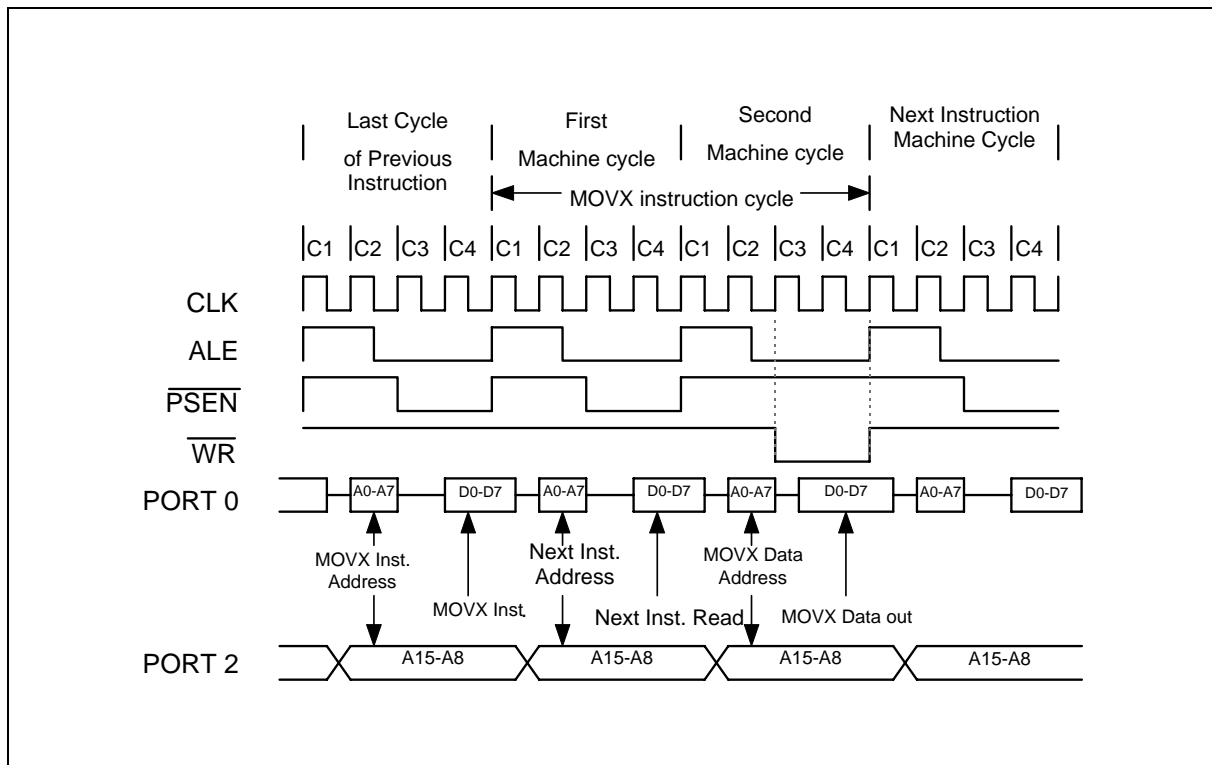 Last Cycle
of Previous
Instruction
First
Machine cycle
Second
Machine cycle
Next Instruction
Machine Cycle
MOVX instruction cycle
C1 C2 C3 C4 C1 C2 C3 C4 C1 C2 C3 C4 C1 C2 C3 C4
CLK
ALE
PSEN
WR
PORT 0
A0-A7 D0-D7 A0-A7 D0-D7 A0-A7 D0-D7 A0-A7 D0-D7
MOVX Inst.
Address
MOVX Inst.
Next Inst.
Address
Next Inst. Read
MOVX Data
Address
MOVX Data out
PORT 2
A15-A8 A15-A8 A15-A8 A15-A8